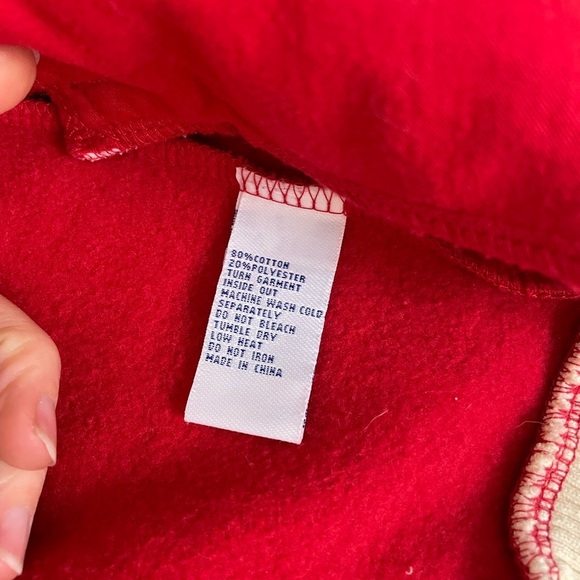 80%COTTON
20%POLYESTER
TURN GARMENT
INSIDE OUT
MACHINE WASH COLD
SEPARATELY
DO NOT BLEACH
TUMBLE DRY
LOW HEAT
DO NOT IRON
MADE IN CHINA